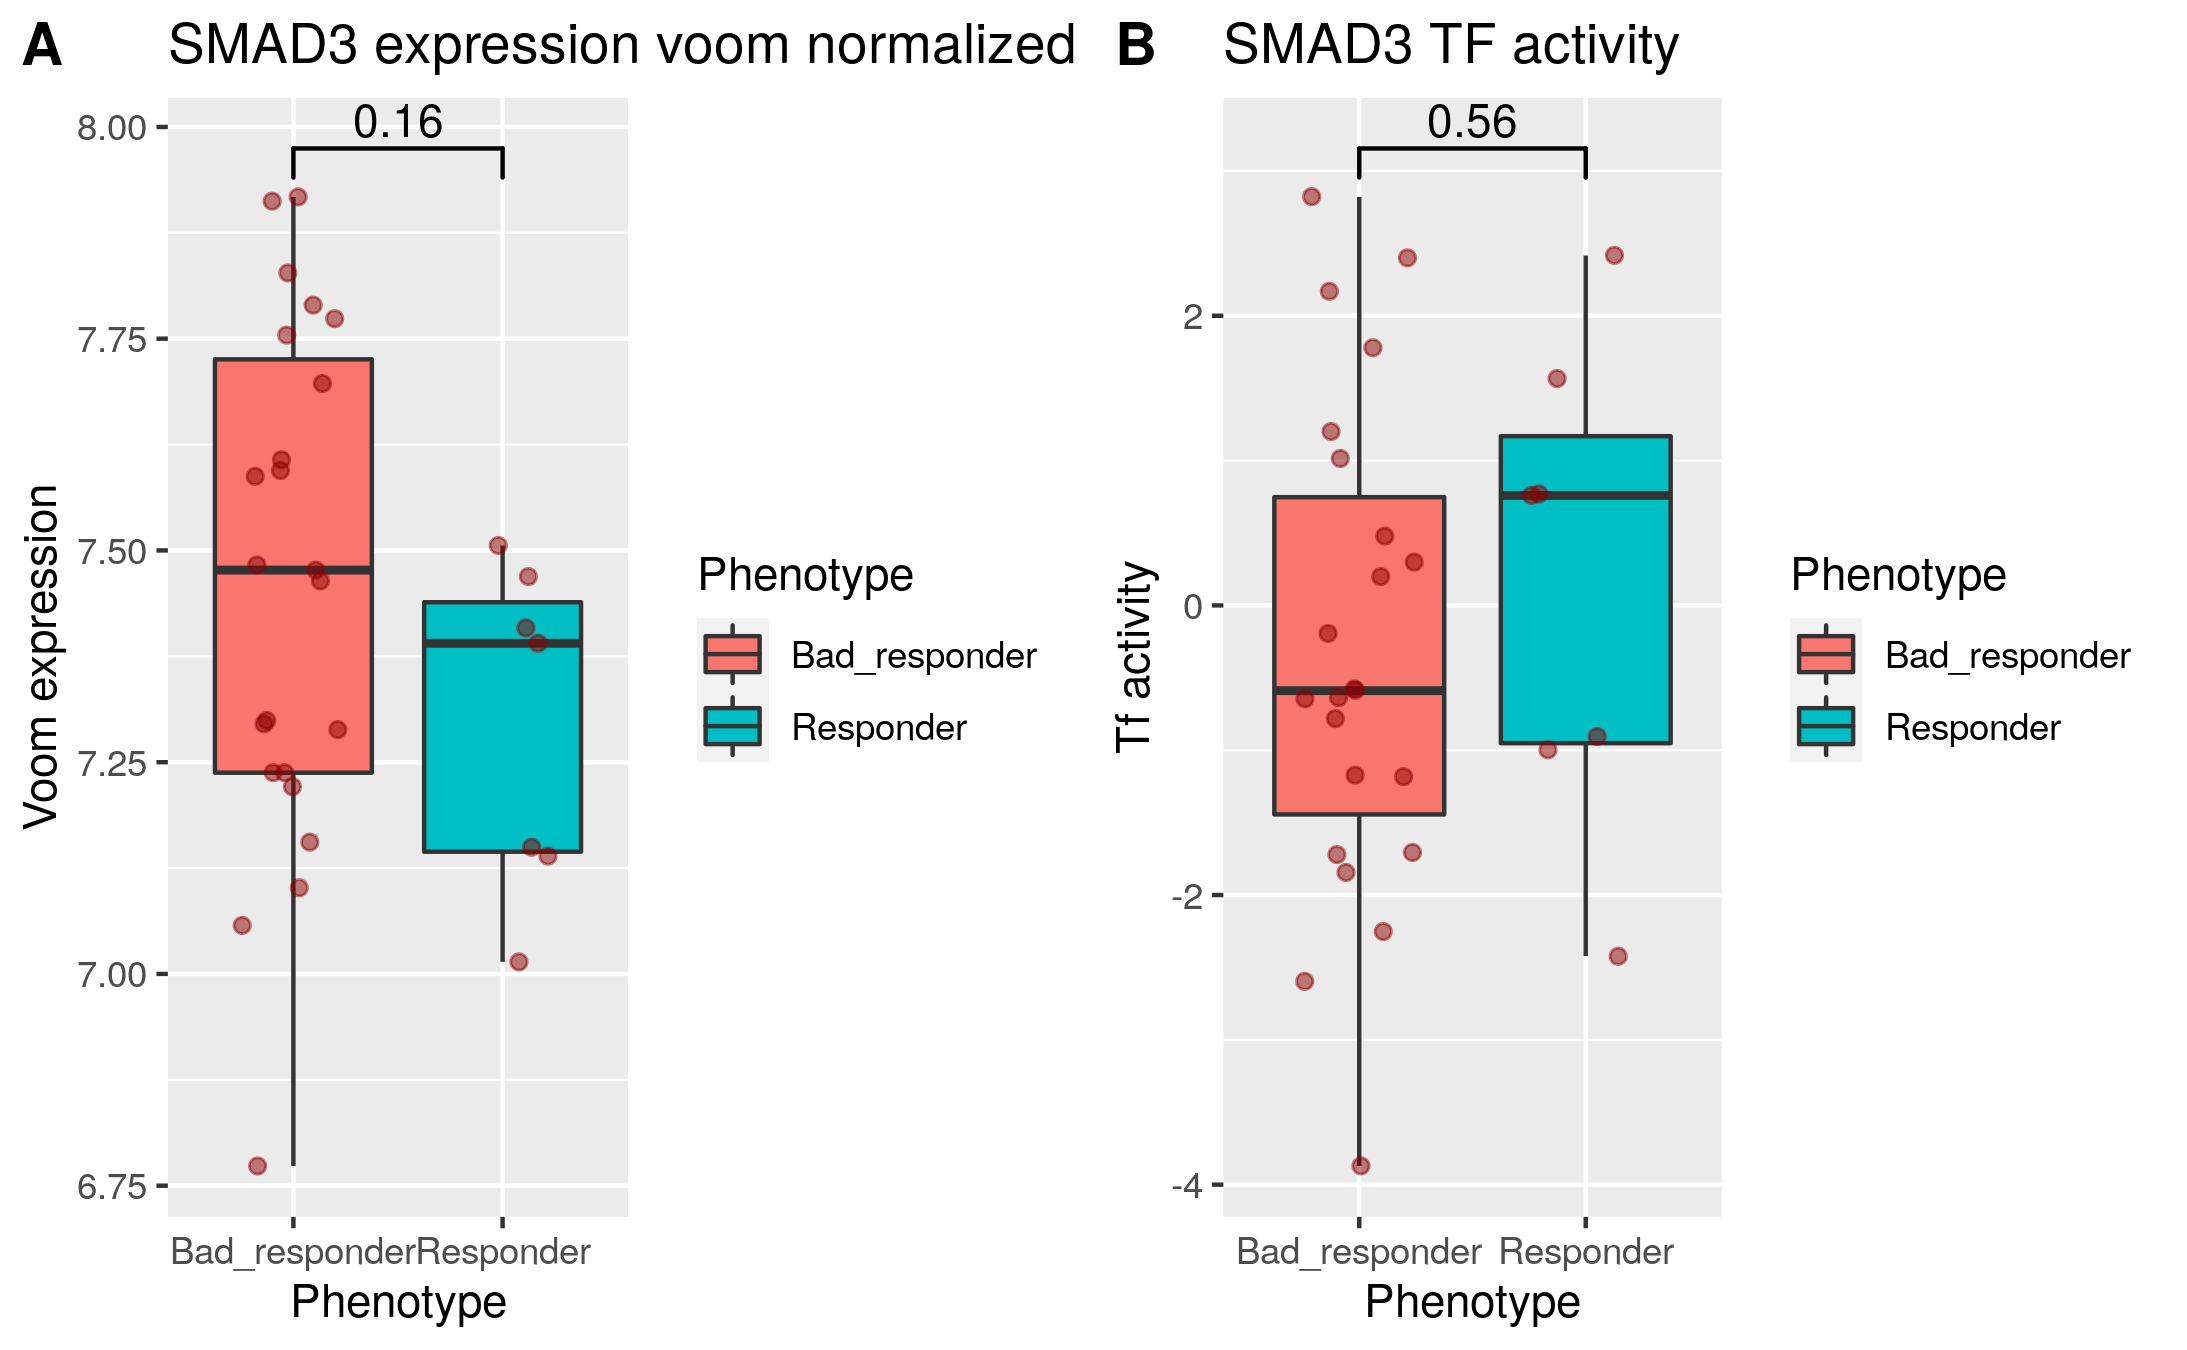 A
SMAD3 expression voom normalized
8.00
7.75
7.50
7.25
7.00
6.75
0.16
Voom expression
Bad_responder
Responder
Phenotype
Phenotype
Bad_responder
Responder
B
SMAD3 TF activity
2
0
-2
-4
0.56
Tf activity
Bad_responder
Responder
Phenotype
Phenotype
Bad_responder
Responder